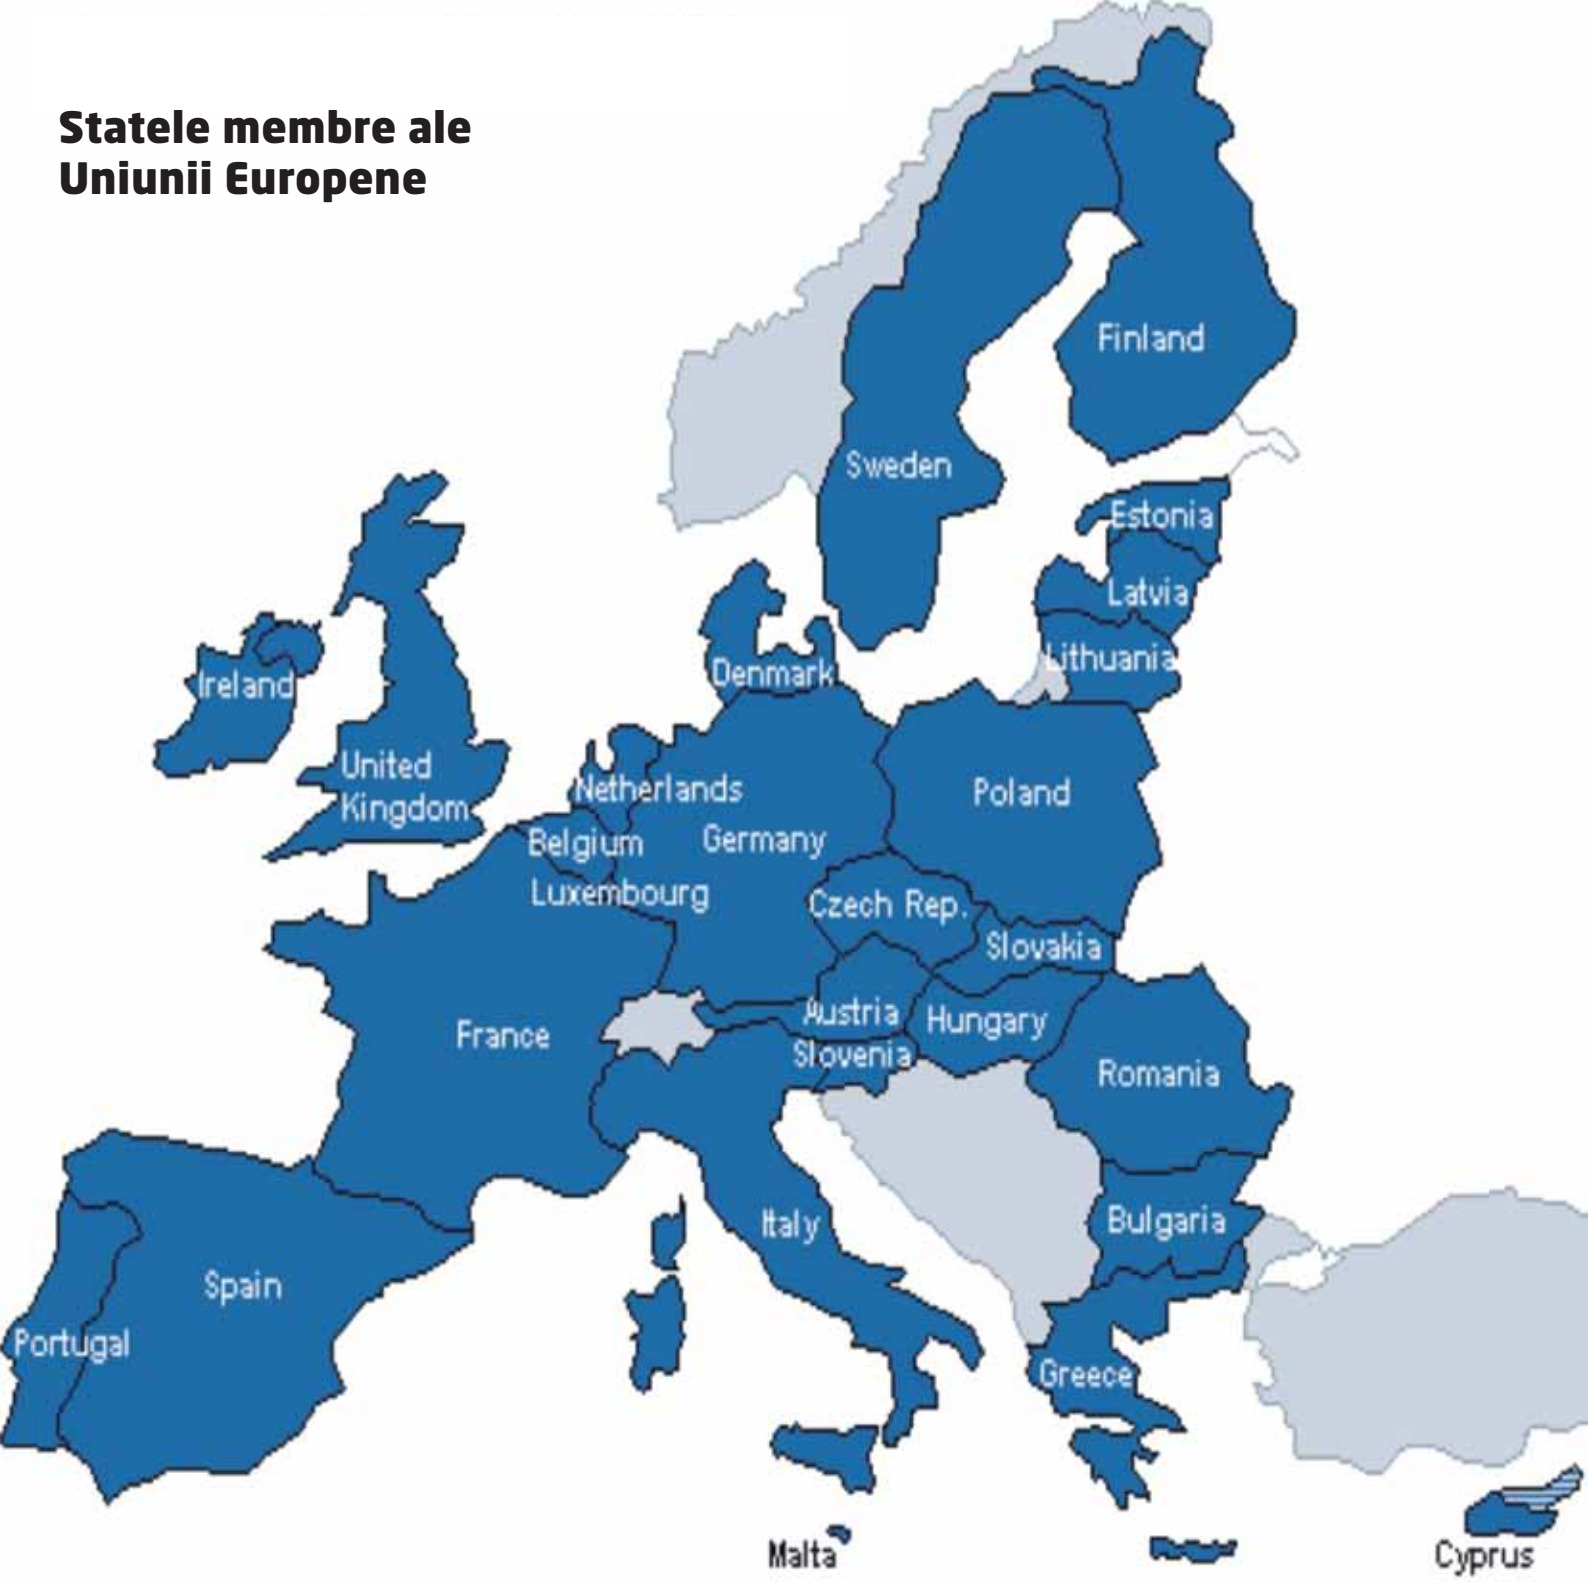 Statele membre ale
Uniunii Europene
Finland
Sweden
Estonia
Latvia
Lithuania
Denmark
Ireland
United
Kingdom
Netherlands
Poland
Belgium
Germany
Luxembourg
Czech Rep.
Slovakia
Austria
Hungary
France
Slovenia
Romania
Italy
Bulgaria
Spain
Portugal
Greece
Malta
Cyprus